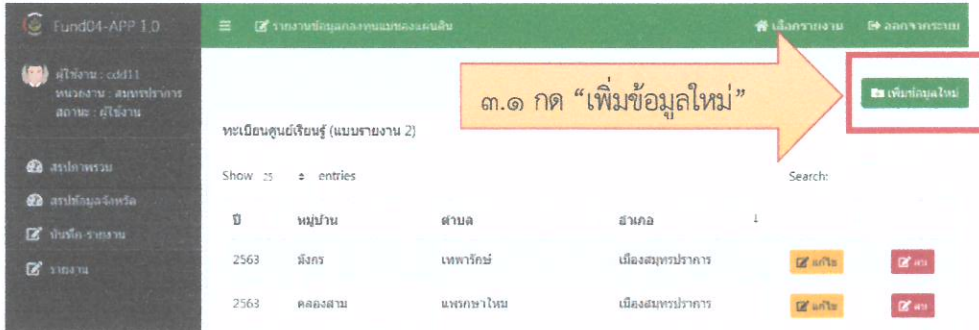 Fund04-APP 1.0
รายงานข้อมูลกองทุนแม่ของแผ่นดิน
เลือกรายงาน
ออกจากระบบ
ผู้ใช้งาน : cdd11
หน่วยงาน : สมุทรปราการ
สถานะ : ผู้ใช้งาน
๓.๑ กด “เพิ่มข้อมูลใหม่”
เพิ่มข้อมูลใหม่
ทะเบียนศูนย์เรียนรู้ (แบบรายงาน 2)
สรุปภาพรวม
สรุปข้อมูลจังหวัด
บันทึก-รายงาน
รายงาน
Show 25 entries
Search:
ปี หมู่บ้าน ตำบล อำเภอ
2563 มังกร เทพารักษ์ เมืองสมุทรปราการ แก้ไข ลบ
2563 คลองสาม แพรกษาใหม่ เมืองสมุทรปราการ แก้ไข ลบ